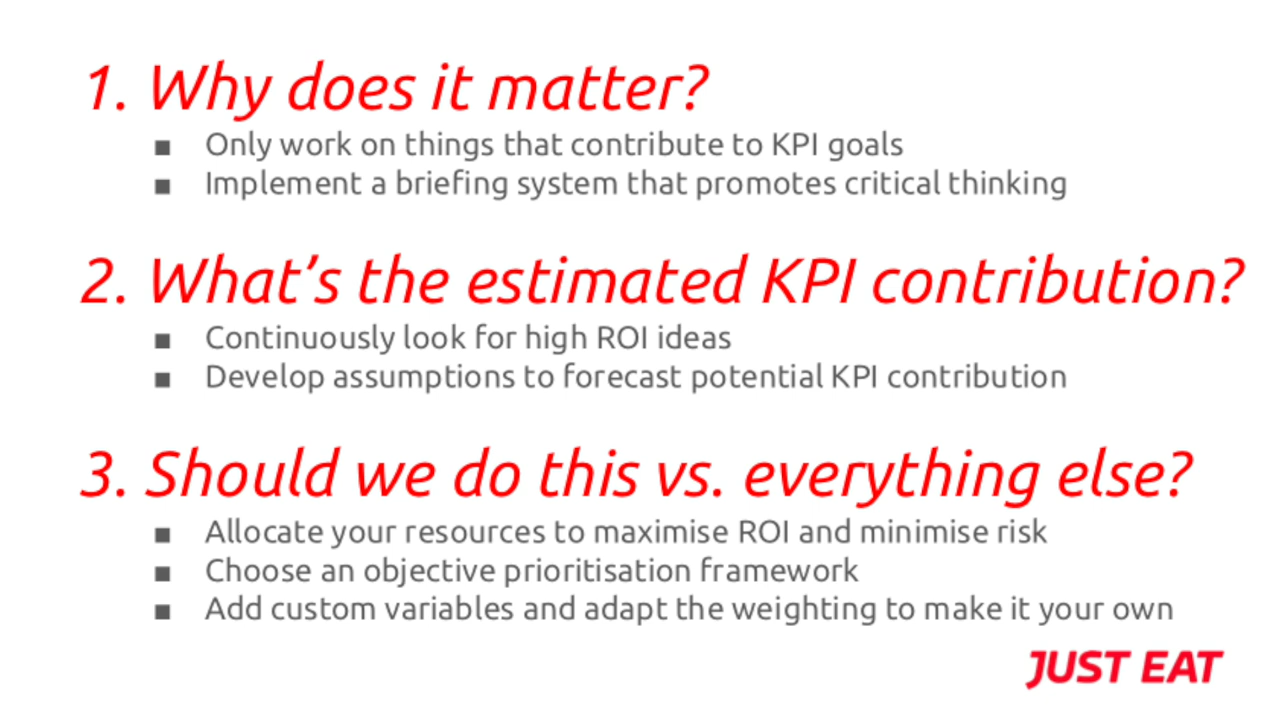 1. Why does it matter?
▪ Only work on things that contribute to KPI goals
▪ Implement a briefing system that promotes critical thinking
2. What’s the estimated KPI contribution?
▪ Continuously look for high ROI ideas
▪ Develop assumptions to forecast potential KPI contribution
3. Should we do this vs. everything else?
▪ Allocate your resources to maximise ROI and minimise risk
▪ Choose an objective prioritisation framework
▪ Add custom variables and adapt the weighting to make it your own
JUST EAT